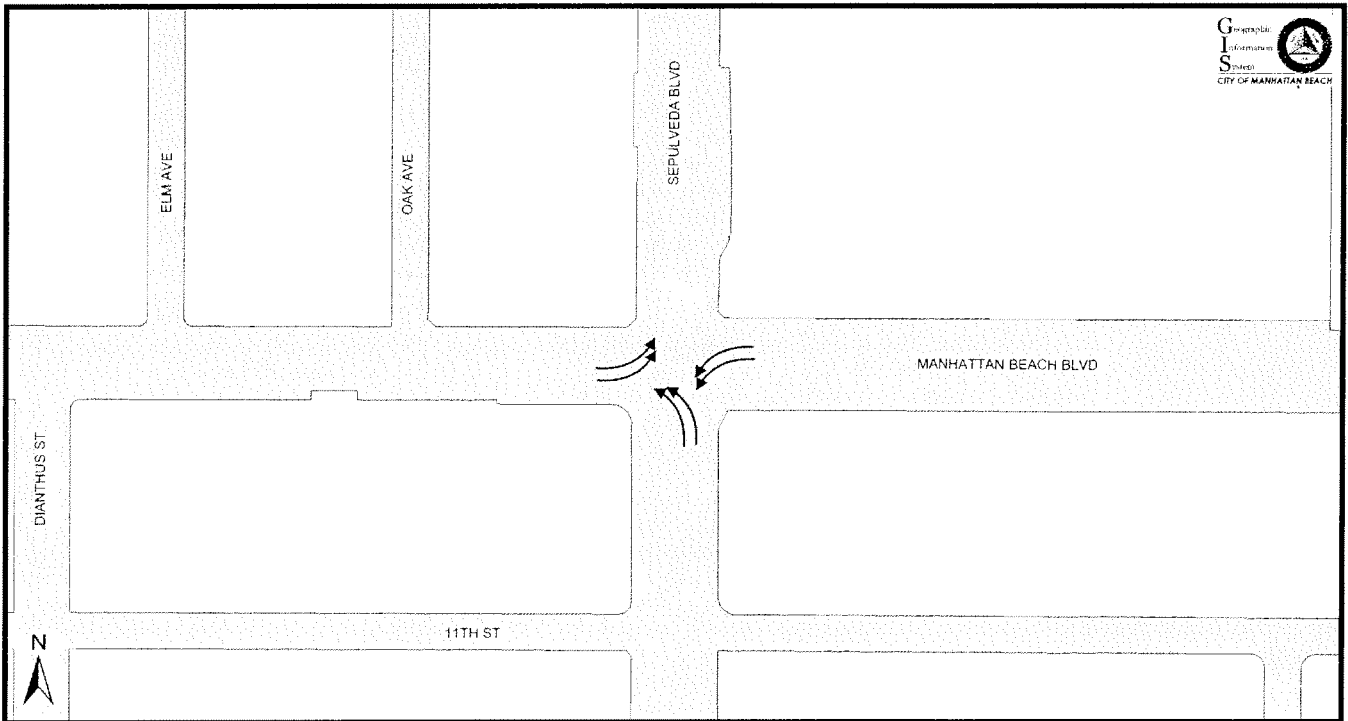 Geographic
Information
System
CITY OF MANHATTAN BEACH
SEPULVEDA BLVD
ELM AVE
OAK AVE
MANHATTAN BEACH BLVD
DIANTHUS ST
11TH ST
N